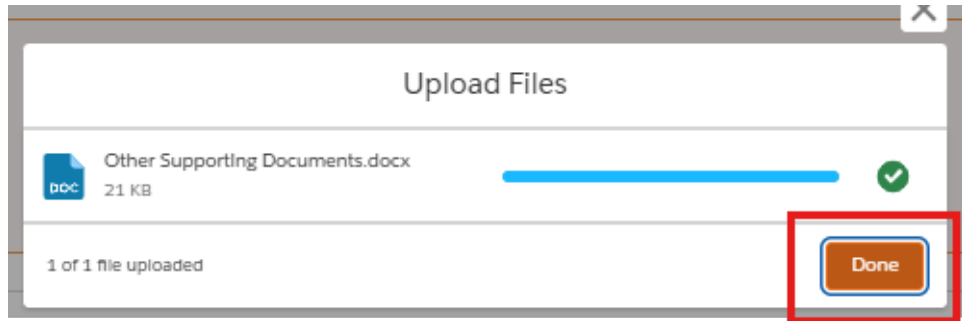 Upload Files
Other Supporting Documents.docx
DOC
21 KB
1 of 1 file uploaded
Done